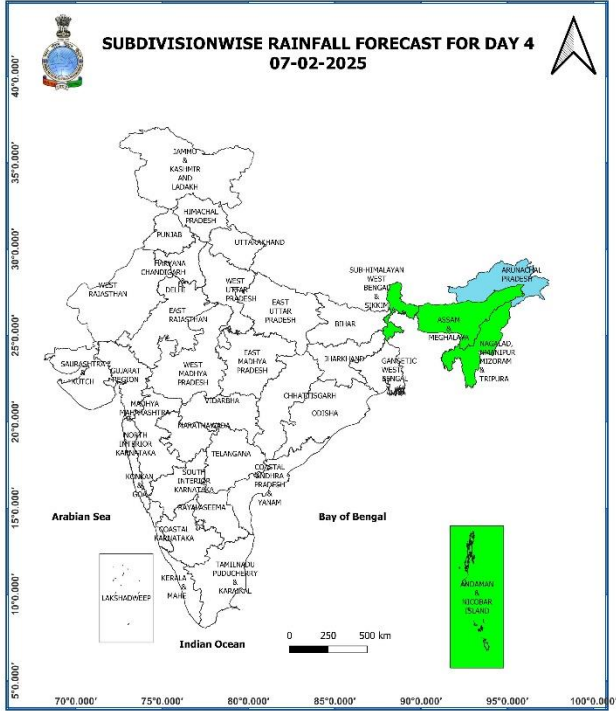 SUBDIVISIONWISE RAINFALL FORECAST FOR DAY 4
07-02-2025
40°0.000'
35°0.000'
30°0.000'
25°0.000'
20°0.000'
15°0.000'
10°0.000'
5°0.000'
JAMMO
&
KASHMIR
AND
LADAKH
HIMACHAL
PRADESH
PUNJAB
UTTARAKHAND
HARYANA
CHANDIGARH
&
DELHI
WEST
RAJASTHAN
WEST
UTTAR
PRADESH
EAST
RAJASTHAN
EAST
UTTAR
PRADESH
SUB-HIMALAYAN
WEST
BENGAL
&
SIKKIM
ARUNACHAL
PRADESH
ASSAM
&
MEGHALAYA
NAGALAD,
MANIPUR
MIZORAM
&
TRIPURA
BIHAR
JHARKHAND
GANGETIC
WEST
BENGAL
SAURASHTRA
&
KUTCH
GUJARAT
REGION
WEST
MADHYA
PRADESH
EAST
MADHYA
PRADESH
CHHATTISGARH
ODISHA
VIDARBHA
MADHYA
MAHARASHTRA
MARATHAWADA
NORTH
INTERIOR
KARNATAKA
TELANGANA
KONKAN
&
GOA
SOUTH
INTERIOR
KARNATAKA
COASTAL
ANDHRA
PRADESH
&
YANAM
RAYALASEEMA
COASTAL
KARNATAKA
TAMILNADU
PUDUCHERRY
&
KARAIKAL
KERALA
&
MAHE
LAKSHADWEEP
ANDAMAN
&
NICOBAR
ISLAND
Arabian Sea
Bay of Bengal
Indian Ocean
0 250 500 km
70°0.000' 75°0.000' 80°0.000' 85°0.000' 90°0.000' 95°0.000' 100°0.000'